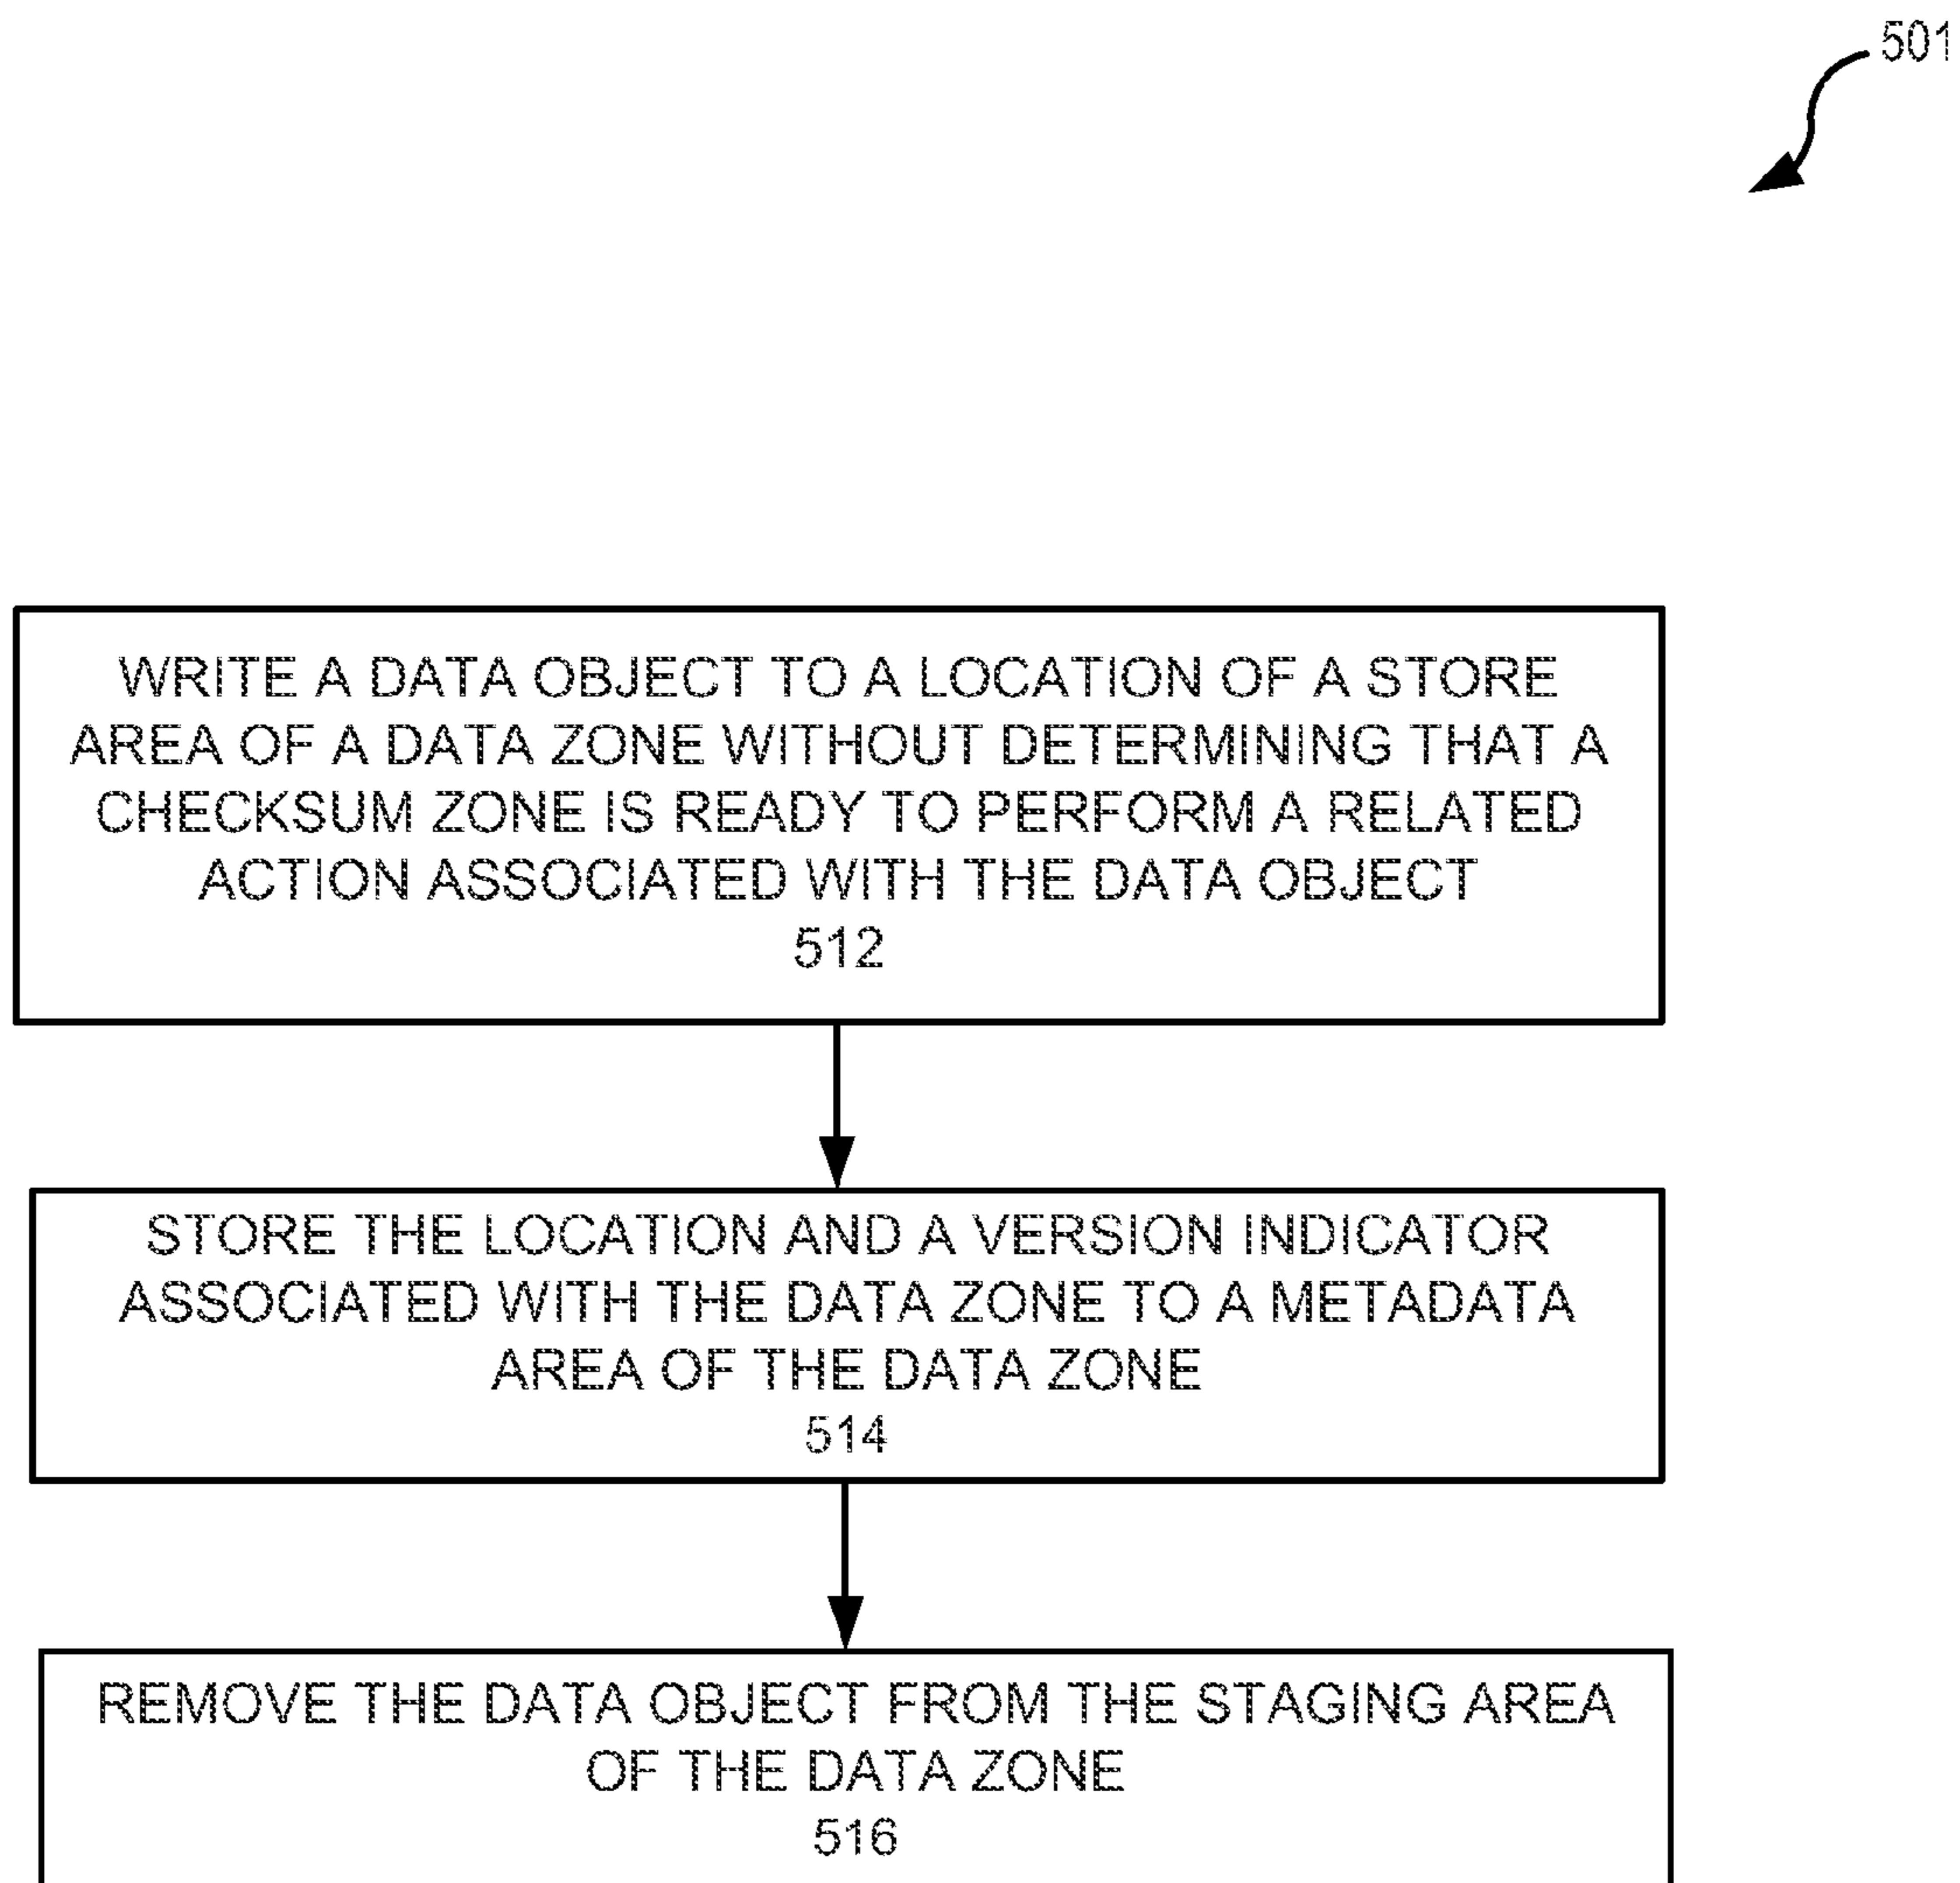 501
WRITE A DATA OBJECT TO A LOCATION OF A STORE
AREA OF A DATA ZONE WITHOUT DETERMINING THAT A
CHECKSUM ZONE IS READY TO PERFORM A RELATED
ACTION ASSOCIATED WITH THE DATA OBJECT
512
STORE THE LOCATION AND A VERSION INDICATOR
ASSOCIATED WITH THE DATA ZONE TO A METADATA
AREA OF THE DATA ZONE
514
REMOVE THE DATA OBJECT FROM THE STAGING AREA
OF THE DATA ZONE
516